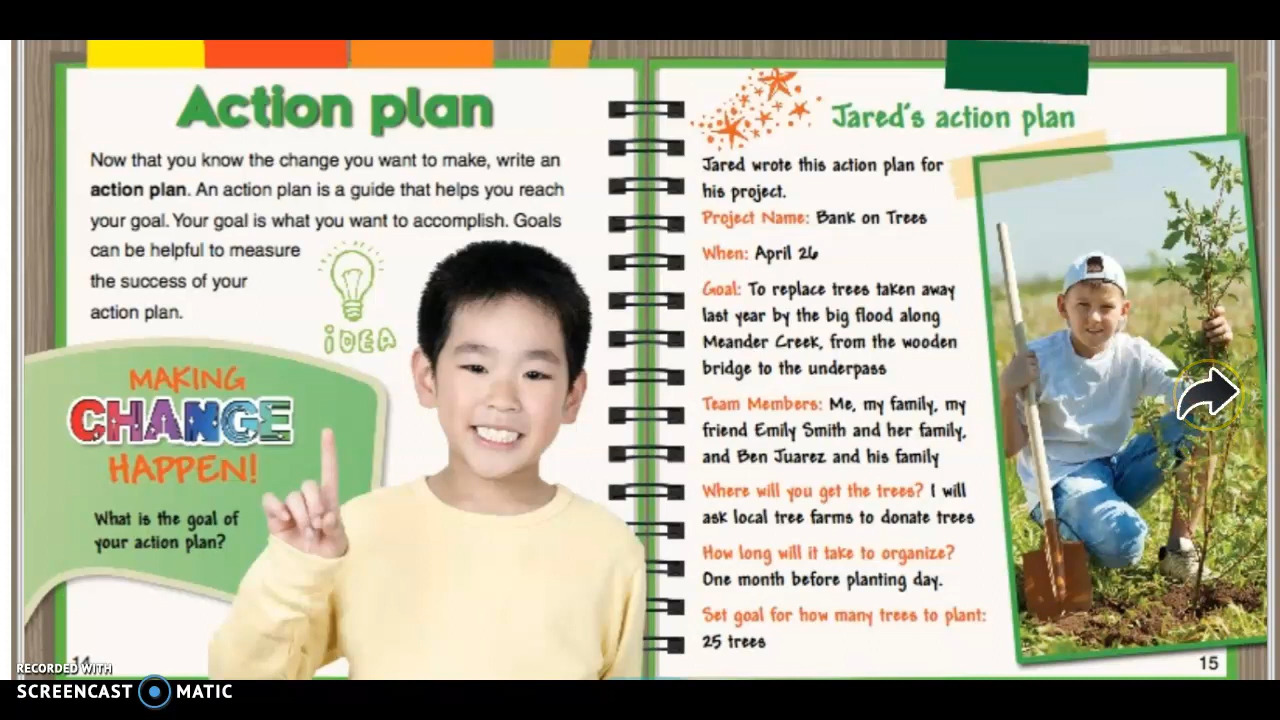 Action plan
Now that you know the change you want to make, write an
action plan. An action plan is a guide that helps you reach
your goal. Your goal is what you want to accomplish. Goals
can be helpful to measure
the success of your
action plan.
iDEA
MAKING
CHANGE
HAPPEN!
What is the goal of
your action plan?
Jared's action plan
Jared wrote this action plan for
his project.
Project Name: Bank on Trees
When: April 26
Goal: To replace trees taken away
last year by the big flood along
Meander Creek, from the wooden
bridge to the underpass
Team Members: Me, my family, my
friend Emily Smith and her family,
and Ben Juarez and his family
Where will you get the trees? I will
ask local tree farms to donate trees
How long will it take to organize?
One month before planting day.
Set goal for how many trees to plant:
25 trees
15
RECORDED WITH
SCREENCAST MATIC